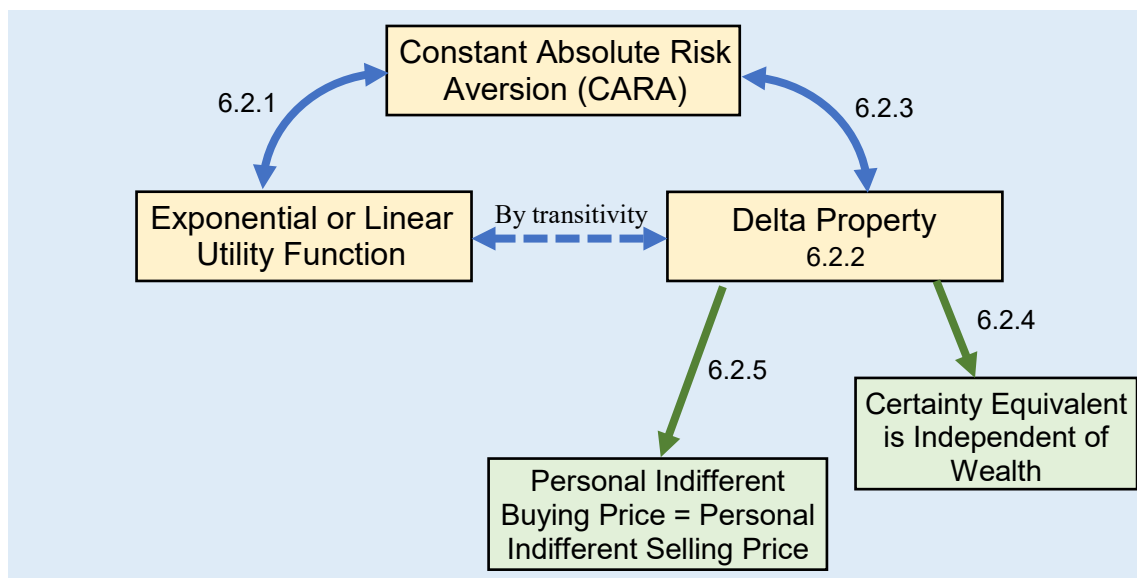 Constant Absolute Risk
Aversion (CARA)
6.2.1
6.2.3
Exponential or Linear
Utility Function
By transitivity
Delta Property
6.2.2
6.2.4
6.2.5
Certainty Equivalent
is Independent of
Wealth
Personal Indifferent
Buying Price = Personal
Indifferent Selling Price